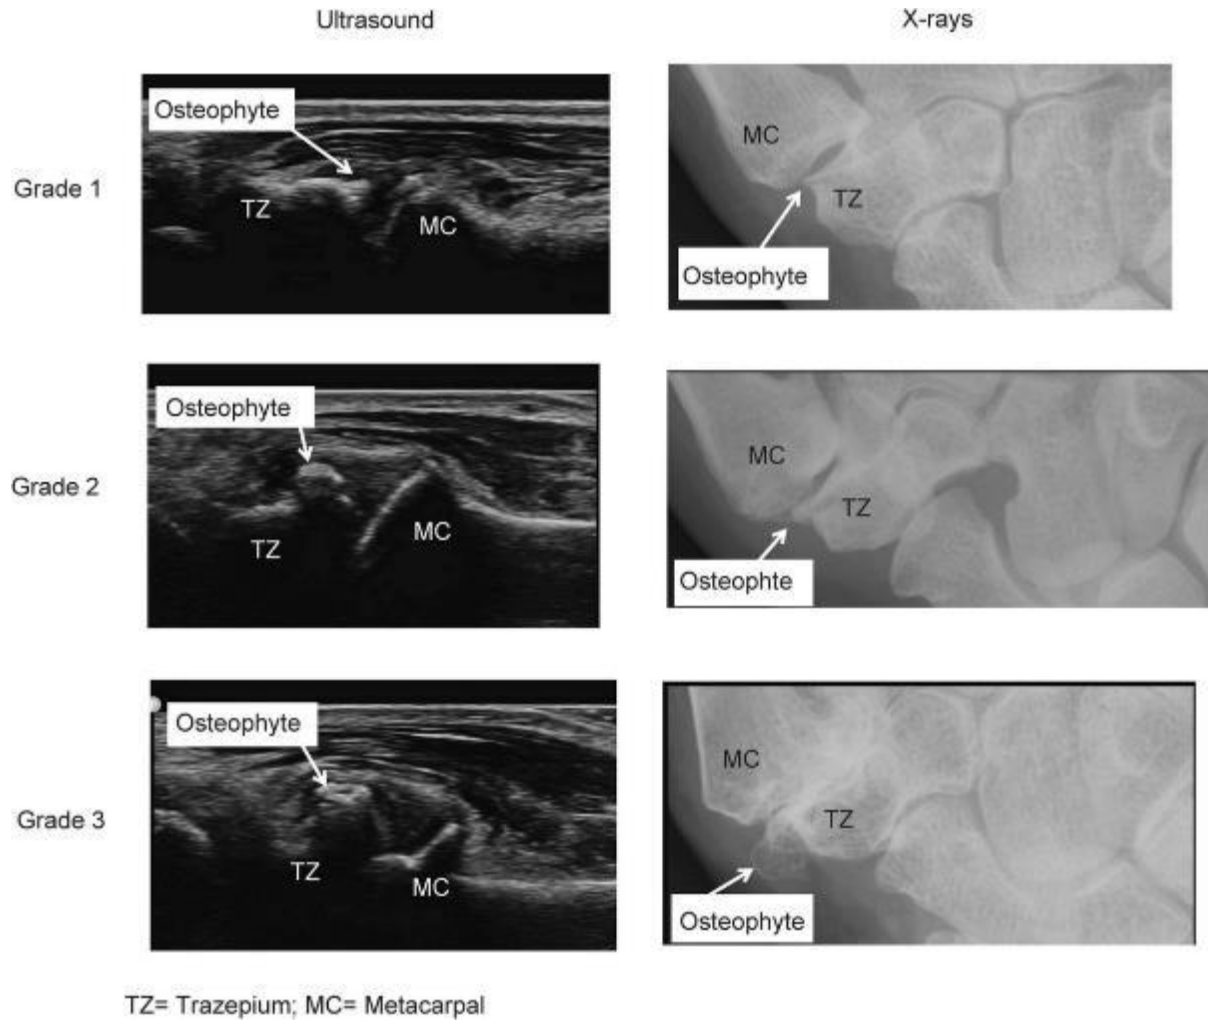 Ultrasound
X-rays
Grade 1
Osteophyte
TZ
MC
MC
TZ
Osteophyte
Grade 2
Osteophyte
TZ
MC
MC
TZ
Osteophte
Grade 3
Osteophyte
TZ
MC
MC
TZ
Osteophyte
TZ= Trazepium; MC= Metacarpal